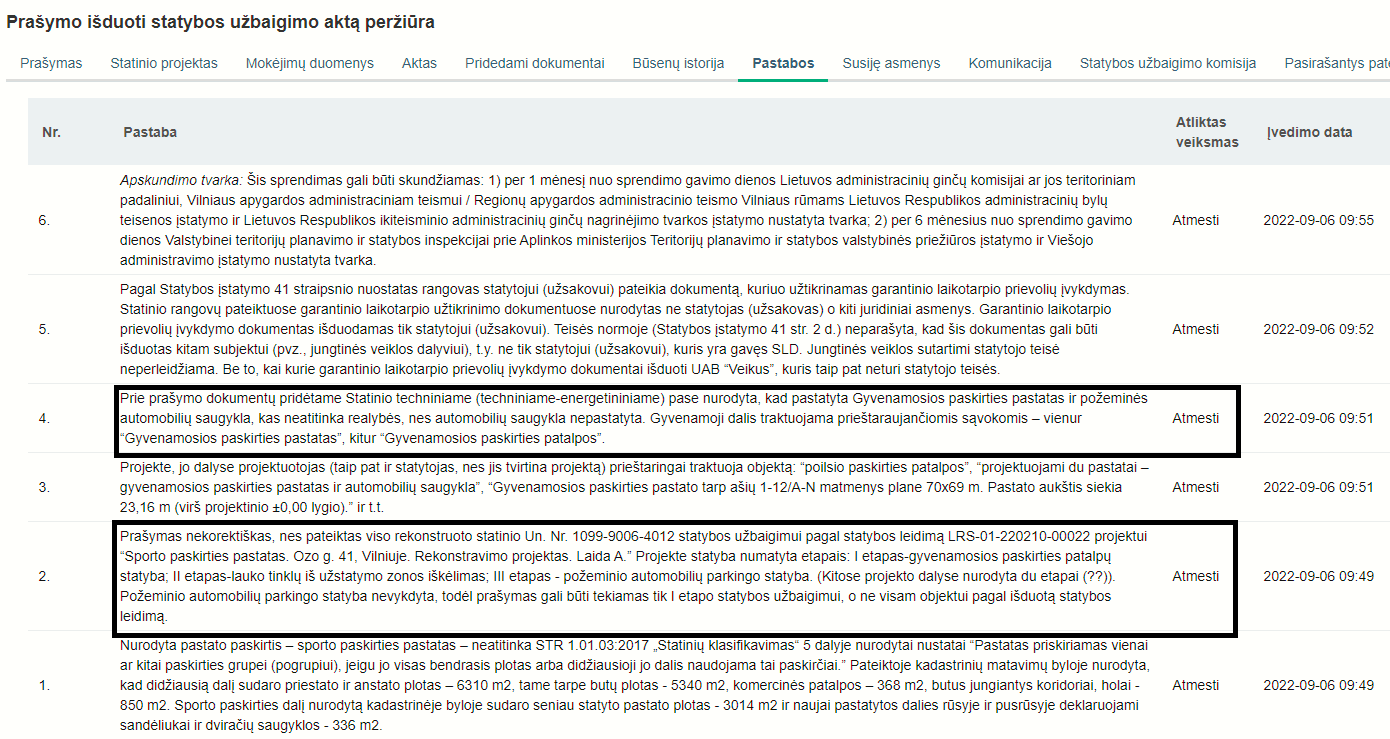 Prašymo išduoti statybos užbaigimo aktą peržiūra
Prašymas Statinio projektas Mokėjimų duomenys Aktas Pridedami dokumentai Būsenų istorija Pastabos Susiję asmenys Komunikacija Statybos užbaigimo komisija Pasirašantys pate
Nr. Pastaba Atliktas veiksmas Įvedimo data
Apskundimo tvarka: Šis sprendimas gali būti skundžiamas: 1) per 1 mėnesį nuo sprendimo gavimo dienos Lietuvos administracinių ginčų komisijai ar jos teritoriniam
padaliniui, Vilniaus apygardos administraciniam teismui / Regionų apygardos administracinio teismo Vilniaus rūmams Lietuvos Respublikos administracinių bylų
6. teisenos įstatymo ir Lietuvos Respublikos ikiteisminio administracinių ginčų nagrinėjimo tvarkos įstatymo nustatyta tvarka; 2) per 6 mėnesius nuo sprendimo gavimo Atmesti 2022-09-06 09:55
dienos Valstybinei teritorijų planavimo ir statybos inspekcijai prie Aplinkos ministerijos Teritorijų planavimo ir statybos valstybinės priežiūros įstatymo ir Viešojo
administravimo įstatymo nustatyta tvarka.
Pagal Statybos įstatymo 41 straipsnio nuostatas rangovas statytojui (užsakovui) pateikia dokumentą, kuriuo užtikrinamas garantinio laikotarpio prievolių įvykdymas.
Statinio rangovų pateiktuose garantinio laikotarpio užtikrinimo dokumentuose nurodytas ne statytojas (užsakovas) o kiti juridiniai asmenys. Garantinio laikotarpio
5. prievolių įvykdymo dokumentas išduodamas tik statytojui (užsakovui). Teisės normoje (Statybos įstatymo 41 str. 2 d.) neparašyta, kad šis dokumentas gali būti Atmesti 2022-09-06 09:52
išduotas kitam subjektui (pvz., jungtinės veiklos dalyviui), t.y. ne tik statytojui (užsakovui), kuris yra gavęs SLD. Jungtinės veiklos sutartimi statytojo teisė
neperleidžiama. Be to, kai kurie garantinio laikotarpio prievolių įvykdymo dokumentai išduoti UAB “Veikus”, kuris taip pat neturi statytojo teisės.
Prie prašymo dokumentų pridėtame Statinio techniniame (techniniame-energetiniame) pase nurodyta, kad pastatyta Gyvenamosios paskirties pastatas ir požeminės
4. automobilių saugykla, kas neatitinka realybės, nes automobilių saugykla nepastatyta. Gyvenamoji dalis traktuojama prieštaraujančiomis sąvokomis – vienur Atmesti 2022-09-06 09:51
“Gyvenamosios paskirties pastatas”, kitur “Gyvenamosios paskirties patalpos”.
Projekte, jo dalyse projektuotojas (taip pat ir statytojas, nes jis tvirtina projektą) prieštaringai traktuoja objektą: “poilsio paskirties patalpos”, “projektuojami du pastatai –
3. gyvenamosios paskirties pastatas ir automobilių saugykla”, “Gyvenamosios paskirties pastato tarp ašių 1-12/A-N matmenys plane 70x69 m. Pastato aukštis siekia Atmesti 2022-09-06 09:51
23,16 m (virš projektinio ±0,00 lygio).” ir t.t.
Prašymas nekorektiškas, nes pateiktas viso rekonstruoto statinio Un. Nr. 1099-9006-4012 statybos užbaigimui pagal statybos leidimą LRS-01-220210-00022 projektui
“Sporto paskirties pastatas. Ozo g. 41, Vilniuje. Rekonstravimo projektas. Laida A.” Projekte statyba numatyta etapais: I etapas-gyvenamosios paskirties patalpų
2. statyba; II etapas-lauko tinklų iš užstatymo zonos iškėlimas; III etapas - požeminio automobilių parkingo statyba. (Kitose projekto dalyse nurodyta du etapai (??)). Atmesti 2022-09-06 09:49
Požeminio automobilių parkingo statyba nevykdyta, todėl prašymas gali būti tekiamas tik I etapo statybos užbaigimui, o ne visam objektui pagal išduotą statybos
leidimą.
Nurodyta pastato paskirtis – sporto paskirties pastatas – neatitinka STR 1.01.03:2017 „Statinių klasifikavimas“ 5 dalyje nurodytai nustatai “Pastatas priskiriamas vienai
ar kitai paskirties grupei (pogrupiui), jeigu jo visas bendrasis plotas arba didžiausioji jo dalis naudojama tai paskirčiai.” Pateiktoje kadastrinių matavimų byloje nurodyta,
1. kad didžiausią dalį sudaro priestato ir anstato plotas – 6310 m2, tame tarpe butų plotas - 5340 m2, komercinės patalpos – 368 m2, butus jungiantys koridoriai, holai - Atmesti 2022-09-06 09:49
850 m2. Sporto paskirties dalį nurodytą kadastrinėje byloje sudaro seniau statyto pastato plotas - 3014 m2 ir naujai pastatytos dalies rūsyje ir pusrūsyje deklaruojami
sandėliukai ir dviračių saugyklos - 336 m2.